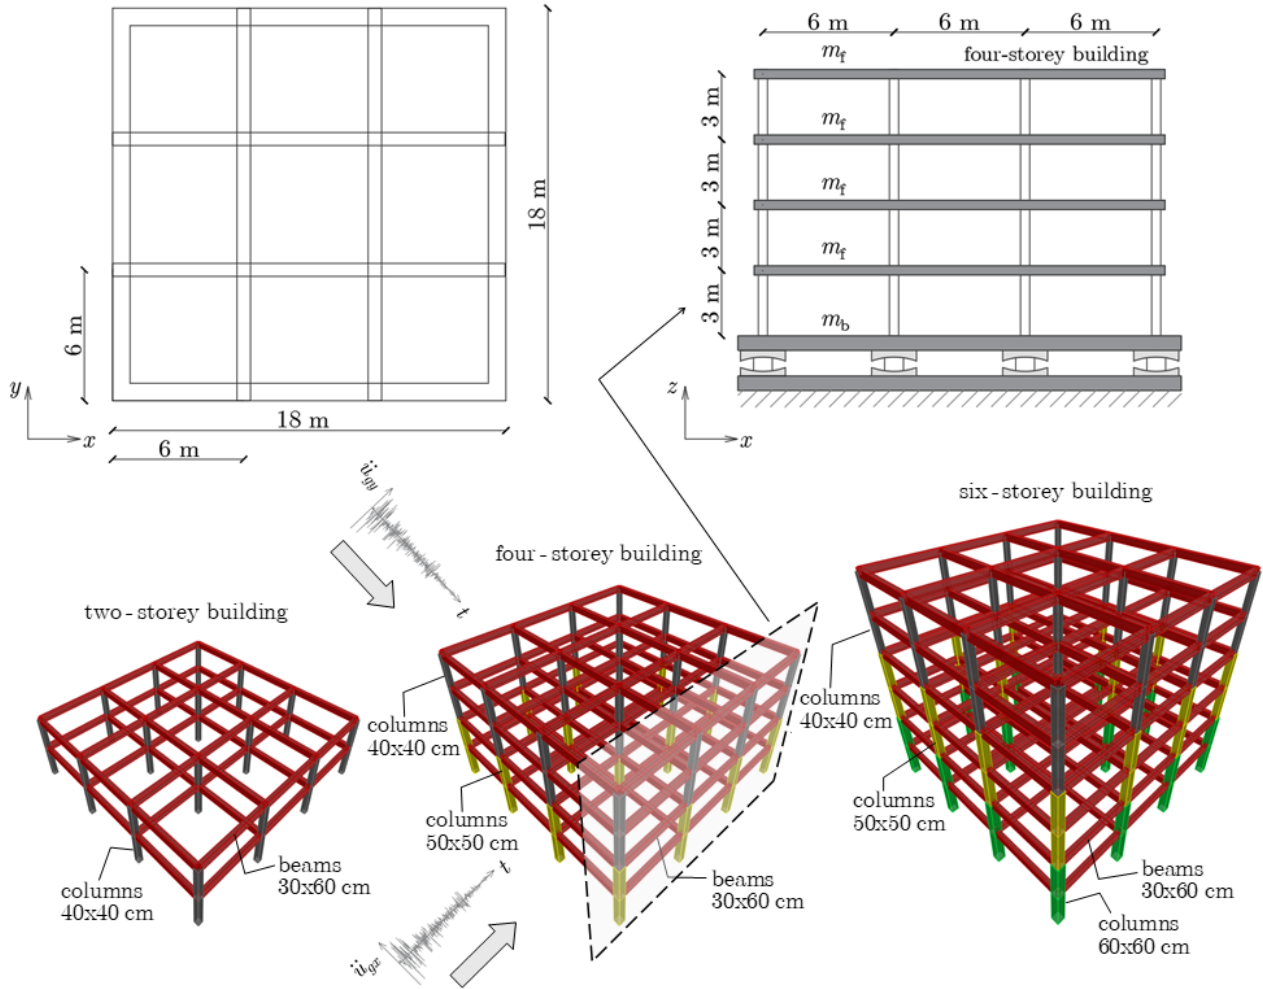 18 m
6 m
y
x
18 m
6 m
6 m
6 m
6 m
four-storey building
m_f
3 m
m_f
3 m
m_f
3 m
m_f
3 m
m_b
z
x
ü_gy
t
two-storey building
columns
40x40 cm
beams
30x60 cm
four-storey building
columns
40x40 cm
columns
50x50 cm
beams
30x60 cm
ü_gx
t
six-storey building
columns
40x40 cm
columns
50x50 cm
beams
30x60 cm
columns
60x60 cm